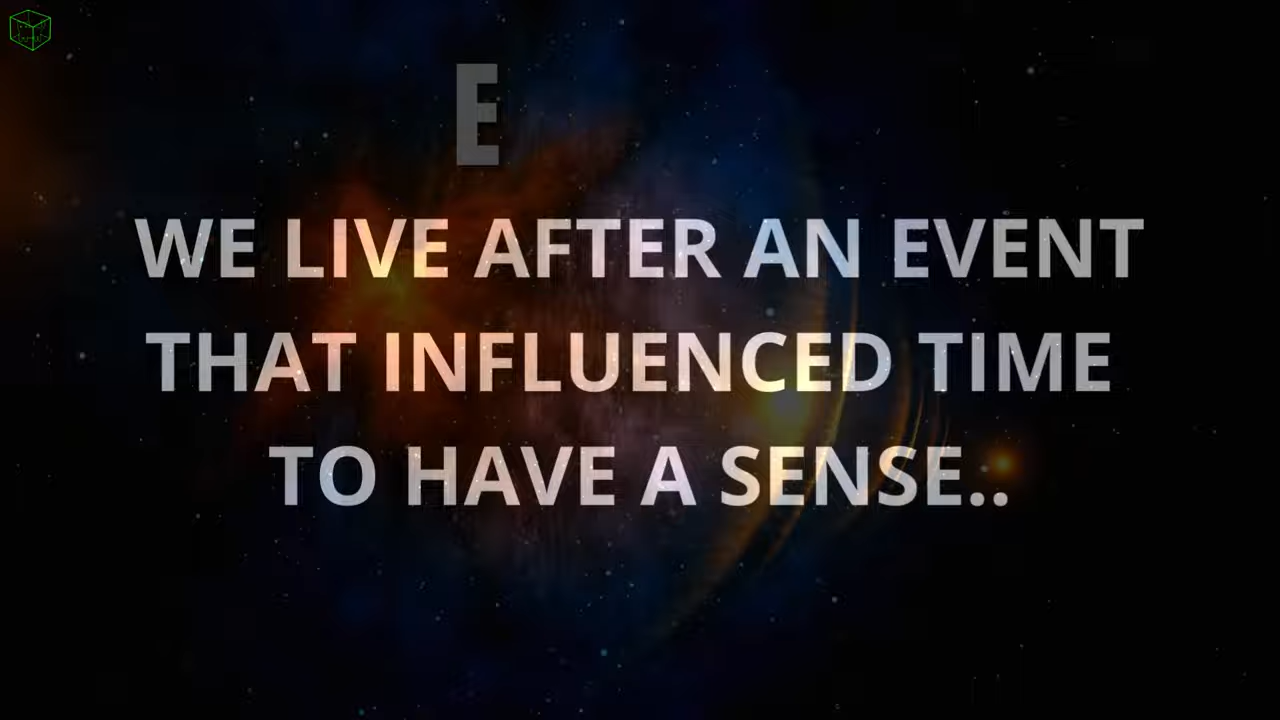 E
WE LIVE AFTER AN EVENT
THAT INFLUENCED TIME
TO HAVE A SENSE..